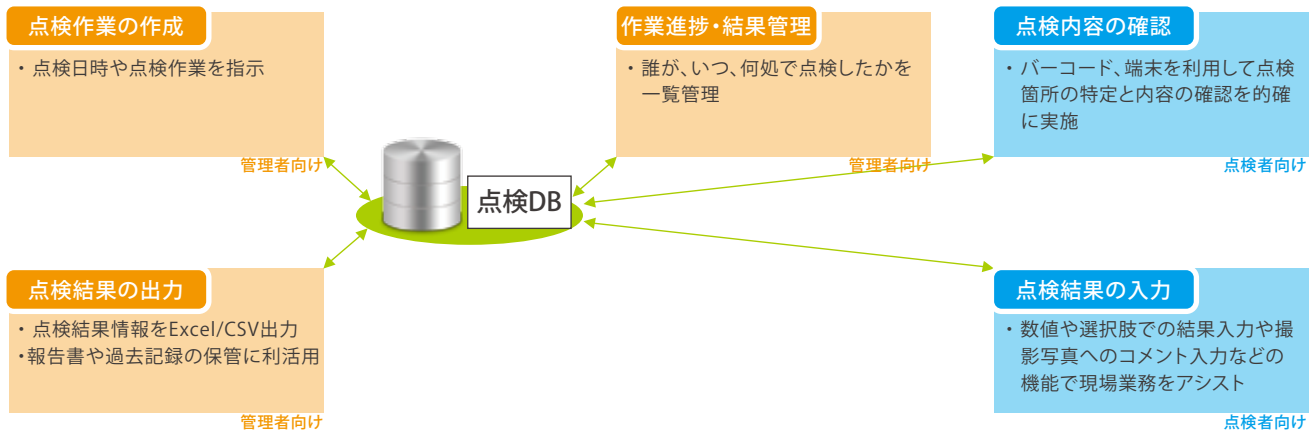 点検作業の作成
・ 点検日時や点検作業を指示
管理者向け
作業進捗・結果管理
・ 誰が、いつ、何処で点検したかを
一覧管理
管理者向け
点検内容の確認
・ バーコード、端末を利用して点検
箇所の特定と内容の確認を的確
に実施
点検者向け
点検DB
点検結果の出力
・ 点検結果情報をExcel/CSV出力
・報告書や過去記録の保管に利活用
管理者向け
点検結果の入力
・ 数値や選択肢での結果入力や撮
影写真へのコメント入力などの
機能で現場業務をアシスト
点検者向け